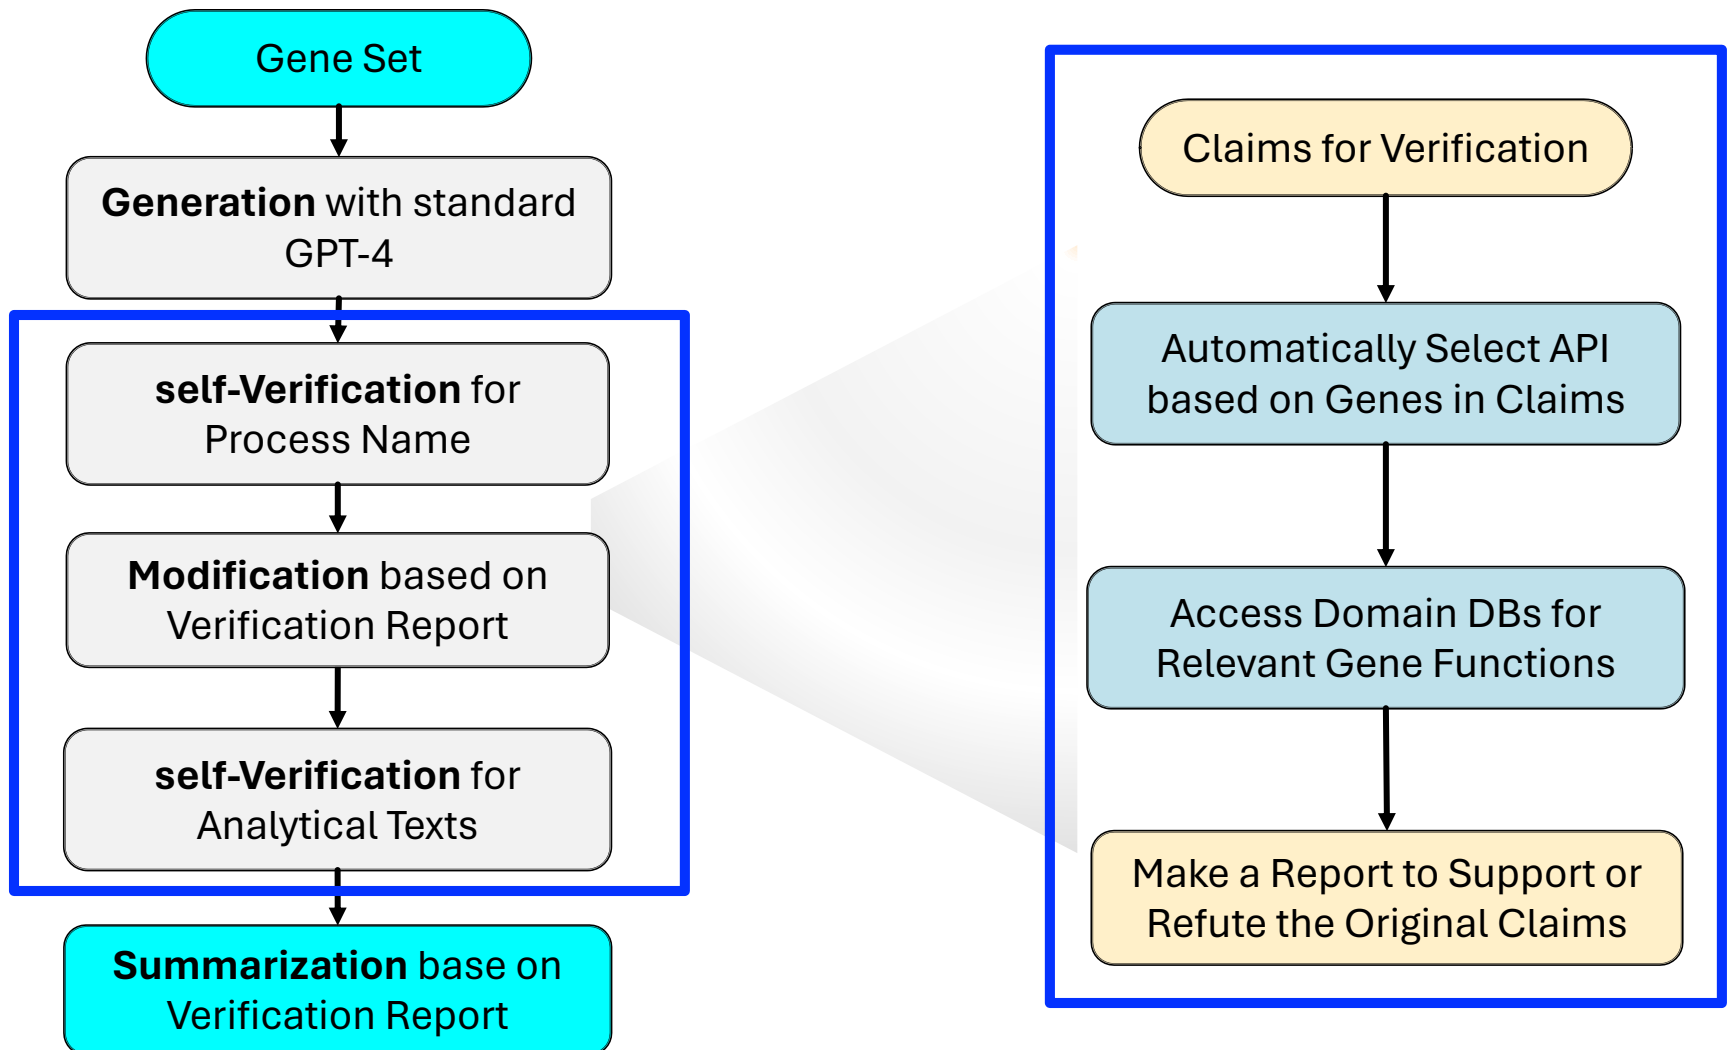 Gene Set
Generation with standard
GPT-4
self-Verification for
Process Name
Modification based on
Verification Report
self-Verification for
Analytical Texts
Summarization base on
Verification Report
Claims for Verification
Automatically Select API
based on Genes in Claims
Access Domain DBs for
Relevant Gene Functions
Make a Report to Support or
Refute the Original Claims